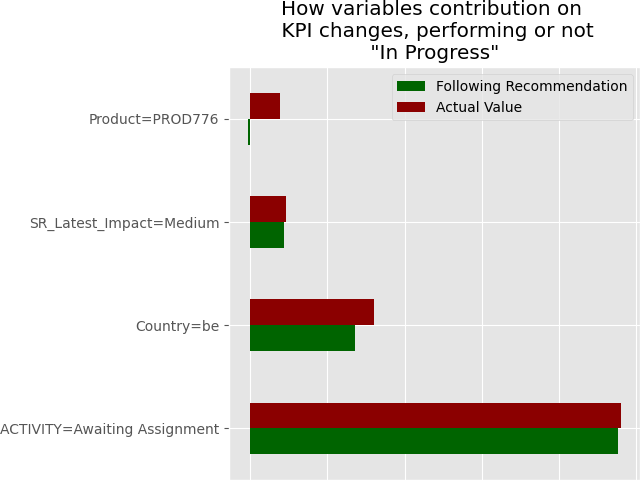 How variables contribution on
KPI changes, performing or not
"In Progress"
Following Recommendation
Actual Value
Product=PROD776
SR_Latest_Impact=Medium
Country=be
ACTIVITY=Awaiting Assignment